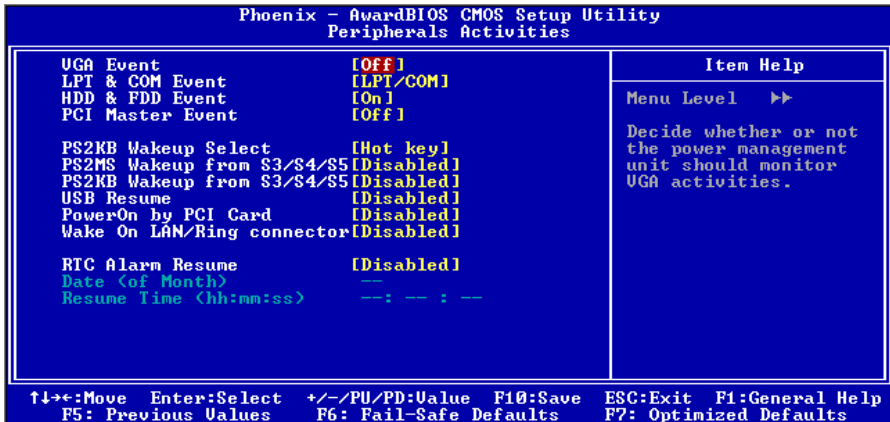 Phoenix - AwardBIOS CMOS Setup Utility
Peripherals Activities
VGA Event [Off]
LPT & COM Event [LPT/COM]
HDD & FDD Event [On]
PCI Master Event [Off]
PS2KB Wakeup Select [Hot key]
PS2MS Wakeup from S3/S4/S5[Disabled]
PS2KB Wakeup from S3/S4/S5[Disabled]
USB Resume [Disabled]
PowerOn by PCI Card [Disabled]
Wake On LAN/Ring connector[Disabled]
RTC Alarm Resume [Disabled]
Date (of Month) --
Resume Time (hh:mm:ss) --: -- : --
Item Help
Menu Level ►►
Decide whether or not
the power management
unit should monitor
VGA activities.
↑↓→←:Move Enter:Select +/-/PU/PD:Value F10:Save ESC:Exit F1:General Help
F5: Previous Values F6: Fail-Safe Defaults F7: Optimized Defaults